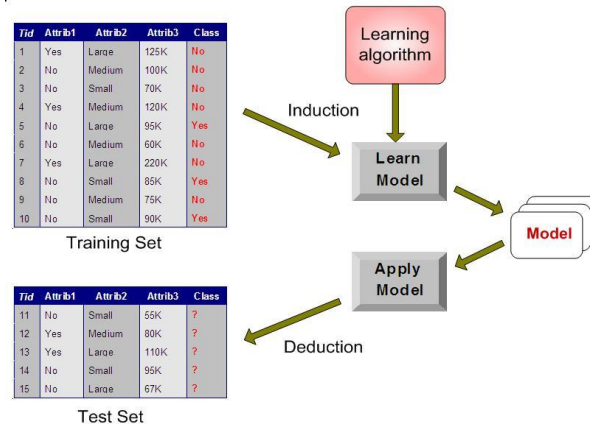 Tid Attrib1 Attrib2 Attrib3 Class
1 Yes Large 125K No
2 No Medium 100K No
3 No Small 70K No
4 Yes Medium 120K No
5 No Large 95K Yes
6 No Medium 60K No
7 Yes Large 220K No
8 No Small 85K Yes
9 No Medium 75K No
10 No Small 90K Yes
Training Set
Learning
algorithm
Induction
Learn
Model
Model
Apply
Model
Deduction
Tid Attrib1 Attrib2 Attrib3 Class
11 No Small 55K ?
12 Yes Medium 80K ?
13 Yes Large 110K ?
14 No Small 95K ?
15 No Large 67K ?
Test Set